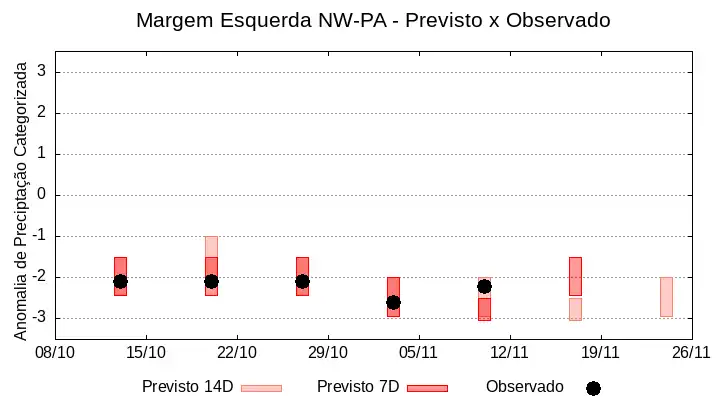 Margem Esquerda NW-PA - Previsto x Observado
Anomalia de Preciptação Categorizada
3
2
1
0
-1
-2
-3
08/10 15/10 22/10 29/10 05/11 12/11 19/11 26/11
Previsto 14D Previsto 7D Observado